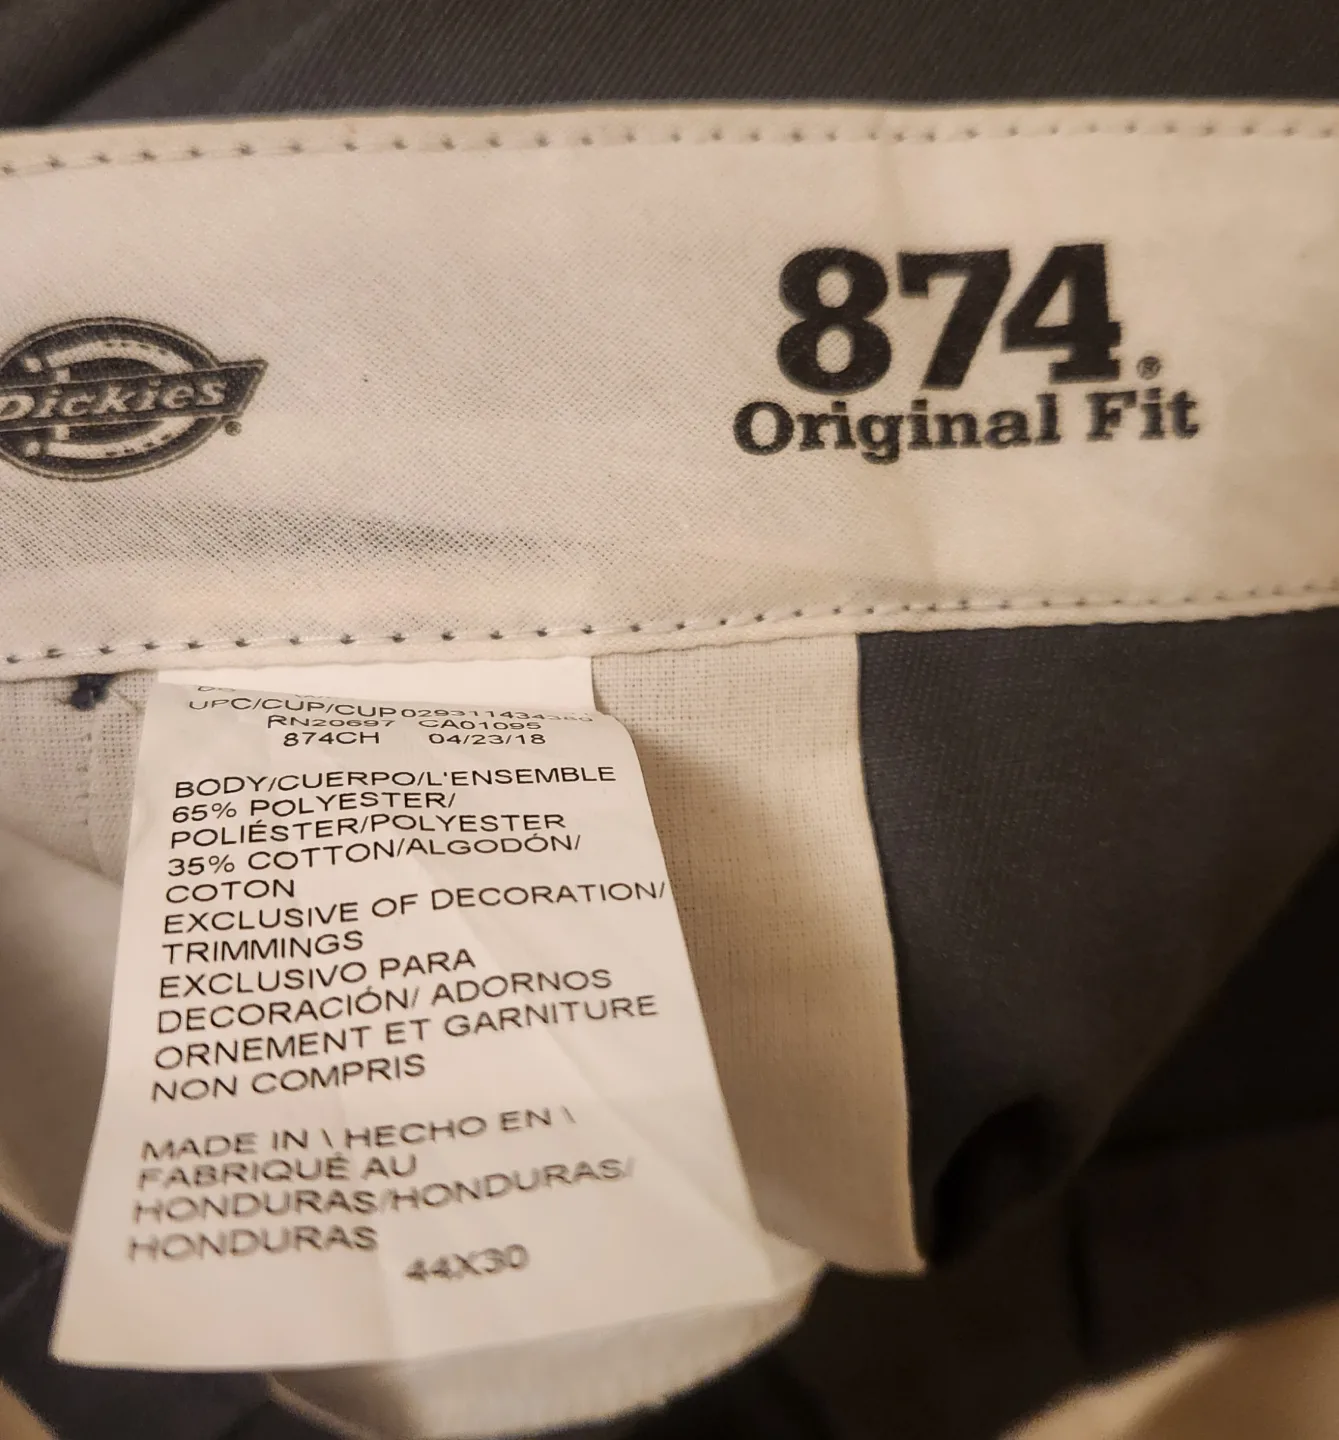 874®
Original Fit
Dickies®
UPC/CUP/CUP
RN20697 CA01095
874CH 04/23/18
BODY/CUERPO/L'ENSEMBLE
65% POLYESTER/
POLIÉSTER/POLYESTER
35% COTTON/ALGODÓN/
COTON
EXCLUSIVE OF DECORATION/
TRIMMINGS
EXCLUSIVO PARA
DECORACIÓN/ ADORNOS
ORNEMENT ET GARNITURE
NON COMPRIS
MADE IN \ HECHO EN \
FABRIQUÉ AU
HONDURAS/HONDURAS/
HONDURAS
44X30